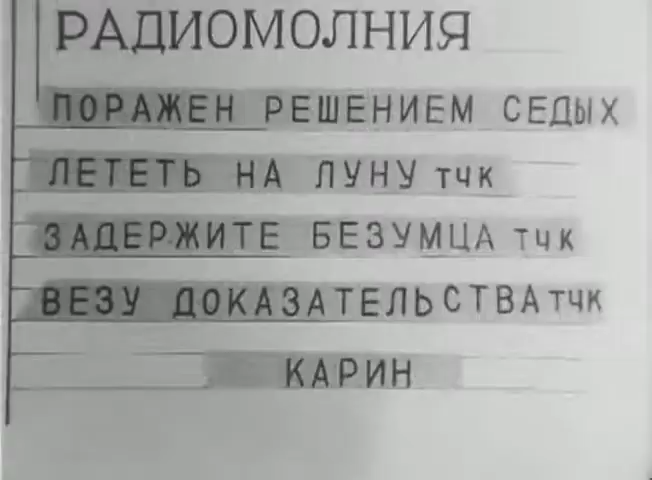 РАДИОМОЛНИЯ
ПОРАЖЕН РЕШЕНИЕМ СЕДЫХ
ЛЕТЕТЬ НА ЛУНУ ТЧК
ЗАДЕРЖИТЕ БЕЗУМЦА ТЧК
ВЕЗУ ДОКАЗАТЕЛЬСТВА ТЧК
КАРИН